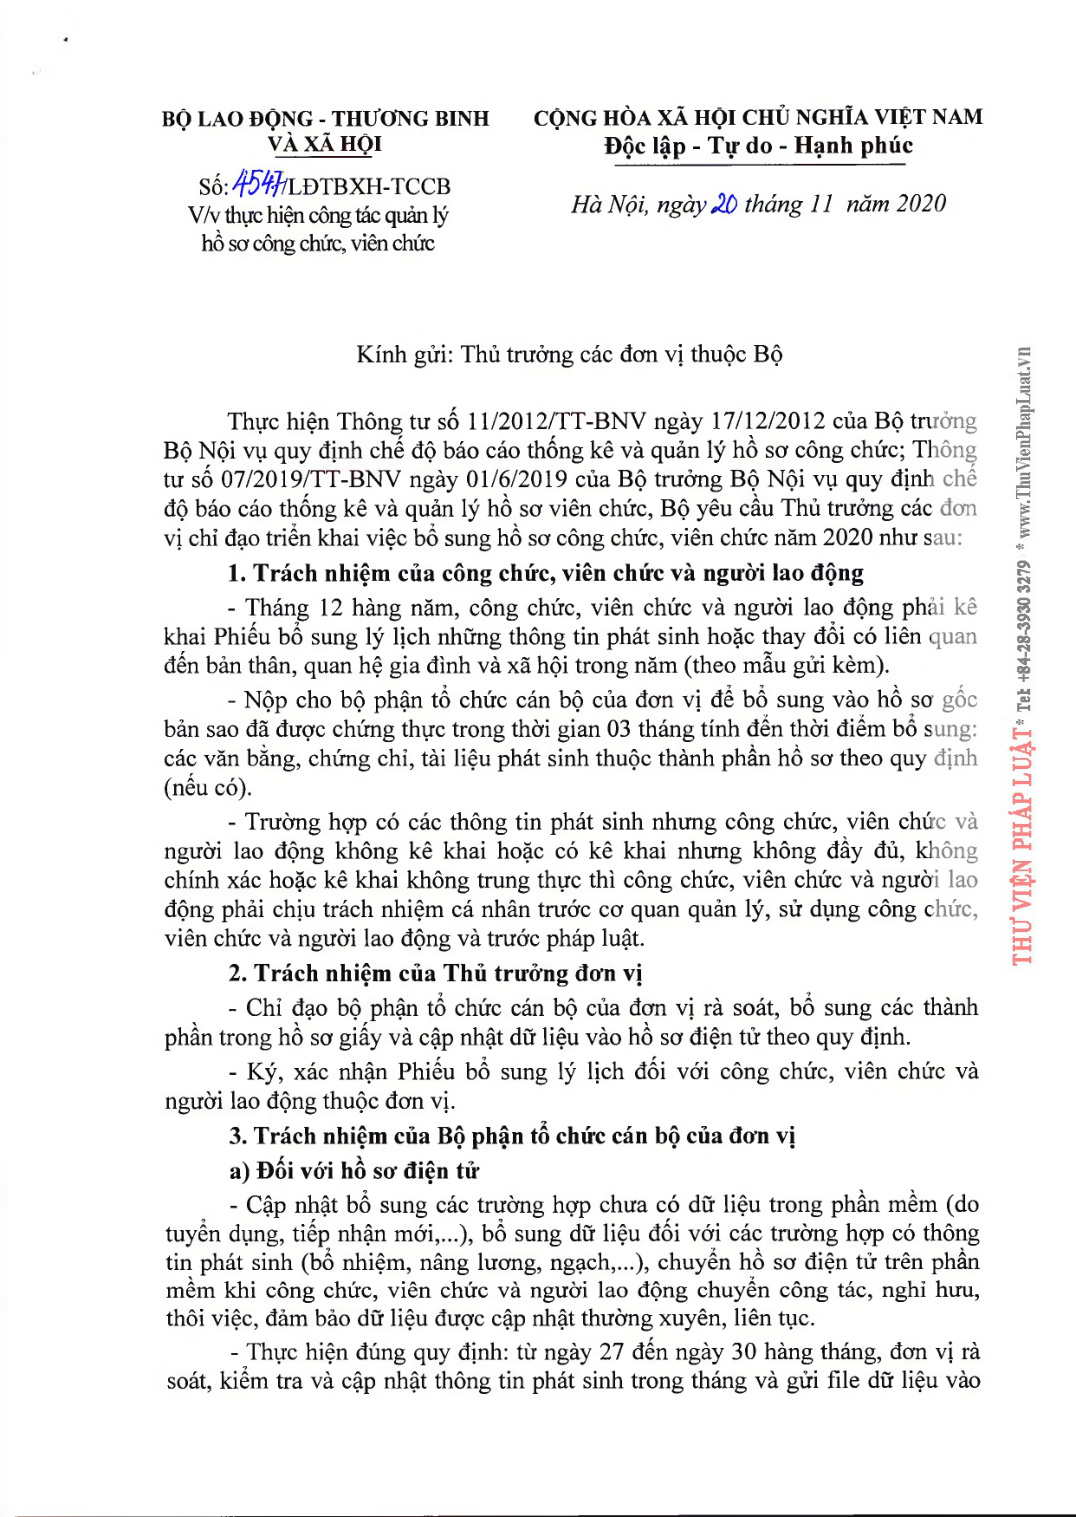 BỘ LAO ĐỘNG - THƯƠNG BINH
VÀ XÃ HỘI
CỘNG HÒA XÃ HỘI CHỦ NGHĨA VIỆT NAM
Độc lập - Tự do - Hạnh phúc
Số: 4547/LĐTBXH-TCCB
V/v thực hiện công tác quản lý
hồ sơ công chức, viên chức
Hà Nội, ngày 20 tháng 11 năm 2020
Kính gửi: Thủ trưởng các đơn vị thuộc Bộ
Thực hiện Thông tư số 11/2012/TT-BNV ngày 17/12/2012 của Bộ trưởng
Bộ Nội vụ quy định chế độ báo cáo thống kê và quản lý hồ sơ công chức; Thông
tư số 07/2019/TT-BNV ngày 01/6/2019 của Bộ trưởng Bộ Nội vụ quy định chế
độ báo cáo thống kê và quản lý hồ sơ viên chức, Bộ yêu cầu Thủ trưởng các đơn
vị chỉ đạo triển khai việc bổ sung hồ sơ công chức, viên chức năm 2020 như sau:
1. Trách nhiệm của công chức, viên chức và người lao động
- Tháng 12 hàng năm, công chức, viên chức và người lao động phải kê
khai Phiếu bổ sung lý lịch những thông tin phát sinh hoặc thay đổi có liên quan
đến bản thân, quan hệ gia đình và xã hội trong năm (theo mẫu gửi kèm).
- Nộp cho bộ phận tổ chức cán bộ của đơn vị để bổ sung vào hồ sơ gốc
bản sao đã được chứng thực trong thời gian 03 tháng tính đến thời điểm bổ sung:
các văn bằng, chứng chỉ, tài liệu phát sinh thuộc thành phần hồ sơ theo quy định
(nếu có).
- Trường hợp có các thông tin phát sinh nhưng công chức, viên chức và
người lao động không kê khai hoặc có kê khai nhưng không đầy đủ, không
chính xác hoặc kê khai không trung thực thì công chức, viên chức và người lao
động phải chịu trách nhiệm cá nhân trước cơ quan quản lý, sử dụng công chức,
viên chức và người lao động và trước pháp luật.
2. Trách nhiệm của Thủ trưởng đơn vị
- Chỉ đạo bộ phận tổ chức cán bộ của đơn vị rà soát, bổ sung các thành
phần trong hồ sơ giấy và cập nhật dữ liệu vào hồ sơ điện tử theo quy định.
- Ký, xác nhận Phiếu bổ sung lý lịch đối với công chức, viên chức và
người lao động thuộc đơn vị.
3. Trách nhiệm của Bộ phận tổ chức cán bộ của đơn vị
a) Đối với hồ sơ điện tử
- Cập nhật bổ sung các trường hợp chưa có dữ liệu trong phần mềm (do
tuyển dụng, tiếp nhận mới,...), bổ sung dữ liệu đối với các trường hợp có thông
tin phát sinh (bổ nhiệm, nâng lương, ngạch,...), chuyển hồ sơ điện tử trên phần
mềm khi công chức, viên chức và người lao động chuyển công tác, nghỉ hưu,
thôi việc, đảm bảo dữ liệu được cập nhật thường xuyên, liên tục.
- Thực hiện đúng quy định: từ ngày 27 đến ngày 30 hàng tháng, đơn vị rà
soát, kiểm tra và cập nhật thông tin phát sinh trong tháng và gửi file dữ liệu vào
THƯ VIỆN PHÁP LUẬT * Tel: +84-28-3930 3279 * www.ThuVienPhapLuat.vn